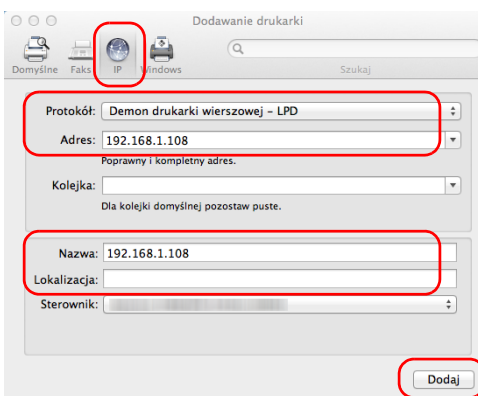 Dodawanie drukarki
Domyślne Faks IP Windows Szukaj
Protokół: Demon drukarki wierszowej – LPD
Adres: 192.168.1.108
Poprawny i kompletny adres.
Kolejka:
Dla kolejki domyślnej pozostaw puste.
Nazwa: 192.168.1.108
Lokalizacja:
Sterownik:
Dodaj